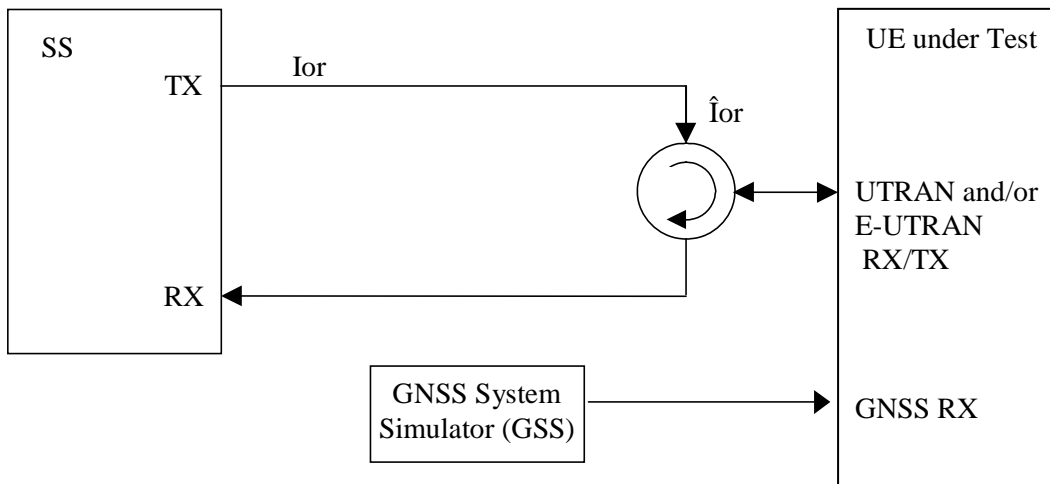 SS
TX
Ior
Îor
RX
UE under Test
UTRAN and/or
E-UTRAN
RX/TX
GNSS System
Simulator (GSS)
GNSS RX